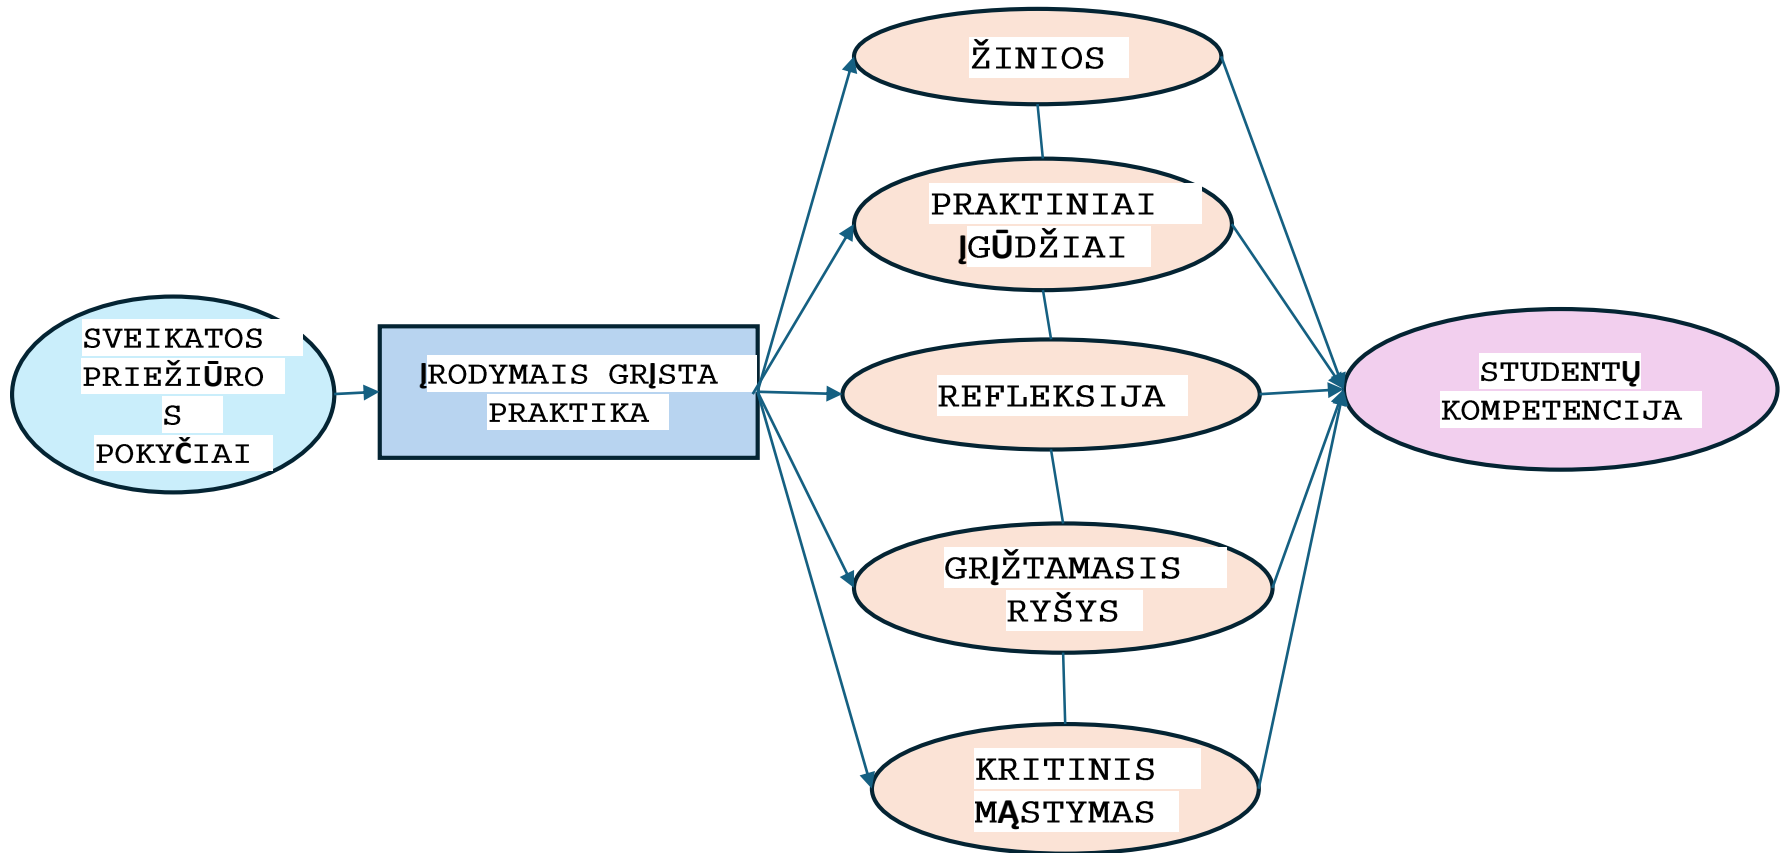 SVEIKATOS
PRIEŽIŪRO
S
POKYČIAI
ĮRODYMAIS GRĮSTA
PRAKTIKA
ŽINIOS
PRAKTINIAI
ĮGŪDŽIAI
REFLEKSIJA
GRĮŽTAMASIS
RYŠYS
KRITINIS
MĄSTYMAS
STUDENTŲ
KOMPETENCIJA